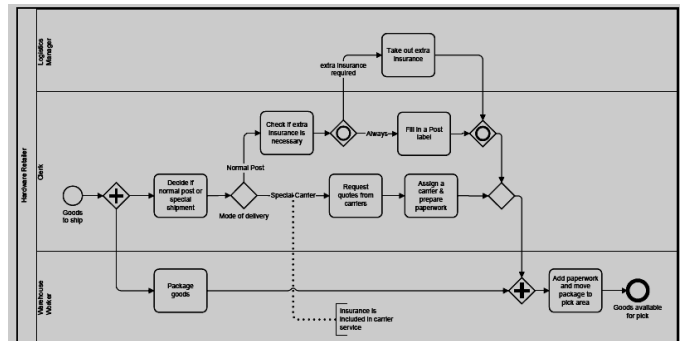 Hardware Retailer
Logistics
Manager
Take out extra
insurance
extra insurance
required
Clerk
Check if extra
insurance is
necessary
Always
Fill in a Post
label
Normal Post
Goods
to ship
Decide if
normal post or
special
shipment
Mode of delivery
Special Carrier
Request
quotes from
carriers
Assign a
carrier &
prepare
paperwork
Warehouse
Worker
Package
goods
Insurance is
included in carrier
service
Add paperwork
and move
package to
pick area
Goods available
for pick